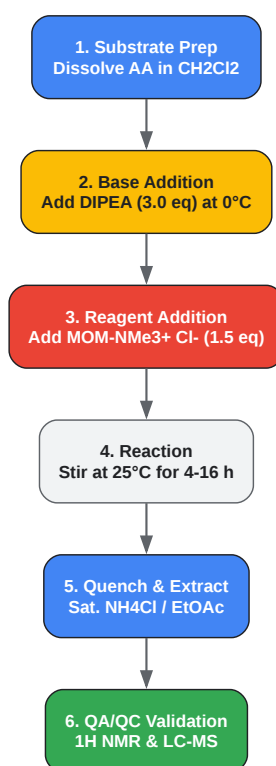 1. Substrate Prep
Dissolve AA in CH2Cl2
2. Base Addition
Add DIPEA (3.0 eq) at 0°C
3. Reagent Addition
Add MOM-NMe3+ Cl- (1.5 eq)
4. Reaction
Stir at 25°C for 4-16 h
5. Quench & Extract
Sat. NH4Cl / EtOAc
6. QA/QC Validation
1H NMR & LC-MS